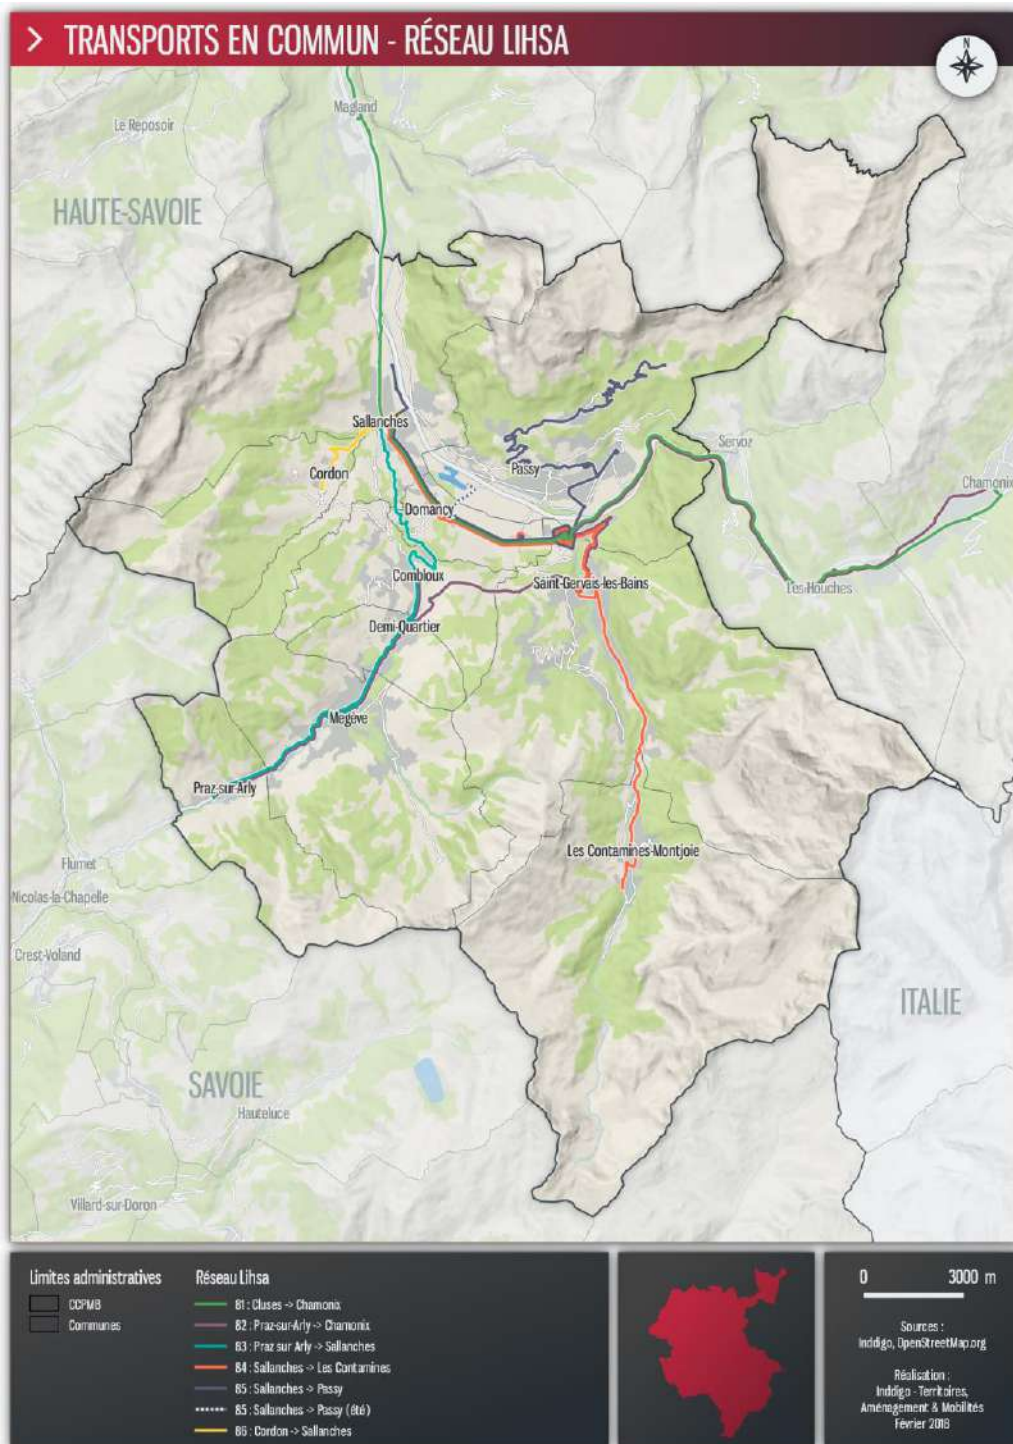 > TRANSPORTS EN COMMUN - RÉSEAU LIHSA
N
Magland
Le Reposoir
HAUTE-SAVOIE
Sallanches
Servoz
Cordon
Passy
Chamonix
Domancy
Combloux
Saint-Gervais-les-Bains
Les Houches
Demi-Quartier
Megève
Praz-sur-Arly
Les Contamines-Montjoie
Flumet
Nicolas-la-Chapelle
Crest-Voland
ITALIE
SAVOIE
Hauteluce
Villard-sur-Doron
Limites administratives
CCPMB
Communes
Réseau Lihsa
81 : Cluses -> Chamonix
82 : Praz-sur-Arly -> Chamonix
83 : Praz sur Arly -> Sallanches
84 : Sallanches -> Les Contamines
85 : Sallanches -> Passy
85 : Sallanches -> Passy (été)
86 : Cordon -> Sallanches
0 3000 m
Sources :
Inddigo, OpenStreetMap.org
Réalisation :
Inddigo - Territoires,
Aménagement & Mobilités
Février 2018